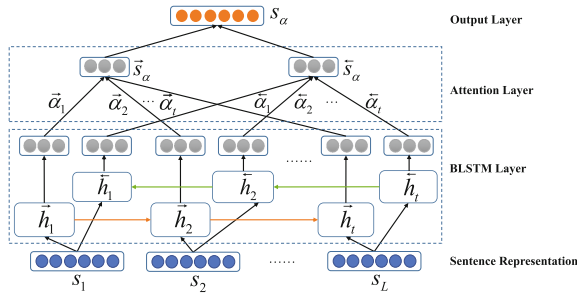 s⃗_α Output Layer
s⃗_α s⃖_α
Attention Layer
α⃗_1 α⃗_2 ... α⃗_t α⃖_1 α⃖_2 ... α⃖_t
......
BLSTM Layer
h⃖_1 h⃖_2 h⃖_t
h⃗_1 h⃗_2 h⃗_t
...... Sentence Representation
s_1 s_2 ...... s_L